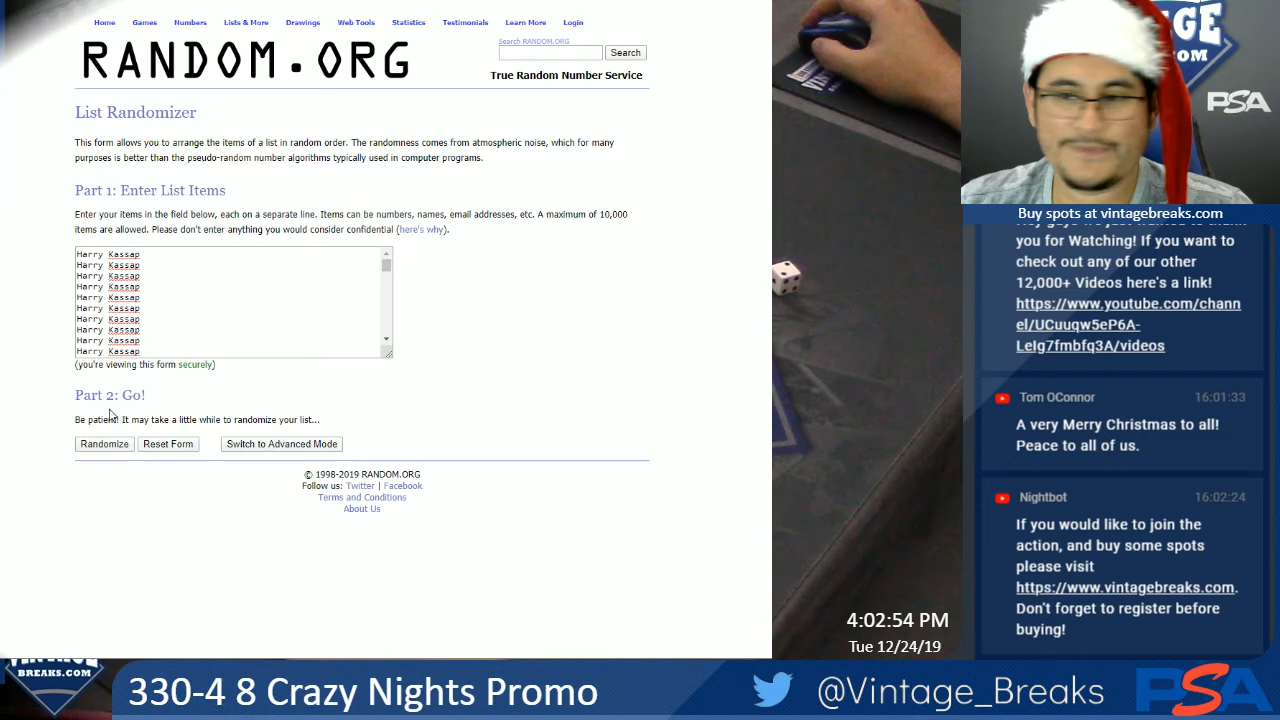 Home Games Numbers Lists & More Drawings Web Tools Statistics Testimonials Learn More Login
RANDOM.ORG
Search RANDOM.ORG
Search
True Random Number Service
List Randomizer
This form allows you to arrange the items of a list in random order. The randomness comes from atmospheric noise, which for many
purposes is better than the pseudo-random number algorithms typically used in computer programs.
Part 1: Enter List Items
Enter your items in the field below, each on a separate line. Items can be numbers, names, email addresses, etc. A maximum of 10,000
items are allowed. Please don't enter anything you would consider confidential (here's why).
Harry Kassap
Harry Kassap
Harry Kassap
Harry Kassap
Harry Kassap
Harry Kassap
Harry Kassap
Harry Kassap
Harry Kassap
Harry Kassap
(you're viewing this form securely)
Part 2: Go!
Be patient! It may take a little while to randomize your list...
Randomize Reset Form Switch to Advanced Mode
© 1998-2019 RANDOM.ORG
Follow us: Twitter | Facebook
Terms and Conditions
About Us
PSA
Buy spots at vintagebreaks.com
you for Watching! If you want to
check out any of our other
12,000+ Videos here's a link!
https://www.youtube.com/chann
el/UCuuqw5eP6A-
LeIg7fmbfq3A/videos
Tom OConnor 16:01:33
A very Merry Christmas to all!
Peace to all of us.
Nightbot 16:02:24
If you would like to join the
action, and buy some spots
please visit
https://www.vintagebreaks.com.
Don't forget to register before
buying!
4:02:54 PM
Tue 12/24/19
BREAKS.COM
330-4 8 Crazy Nights Promo
@Vintage_Breaks
PSA